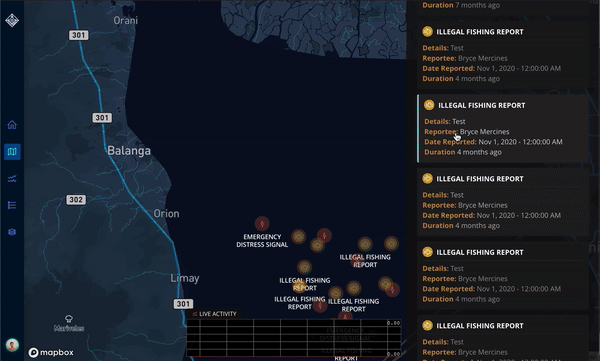 Orani
301
301
Balanga
302
Orion
Limay
301
Mariveles
mapbox
EMERGENCY
DISTRESS SIGNAL
ILLEGAL FISHING
REPORT
ILLEGAL FISHING
REPORT
ILLEGAL FISHING
REPORT
ILLEGAL FISHING
REPORT
LIVE ACTIVITY
0.00
EMERGENCY
DISTRESS SIGNAL
REPORT
0.00
Duration 7 months ago
ILLEGAL FISHING REPORT
Details: Test
Reportee: Bryce Mercines
Date Reported: Nov 1, 2020 - 12:00:00 AM
Duration 4 months ago
ILLEGAL FISHING REPORT
Details: Test
Reportee: Bryce Mercines
Date Reported: Nov 1, 2020 - 12:00:00 AM
Duration 4 months ago
ILLEGAL FISHING REPORT
Details: Test
Reportee: Bryce Mercines
Date Reported: Nov 1, 2020 - 12:00:00 AM
Duration 4 months ago
ILLEGAL FISHING REPORT
Details: Test
Reportee: Bryce Mercines
Date Reported: Nov 1, 2020 - 12:00:00 AM
Duration 4 months ago
ILLEGAL FISHING REPORT
Details: Test
Reportee: Bryce Mercines